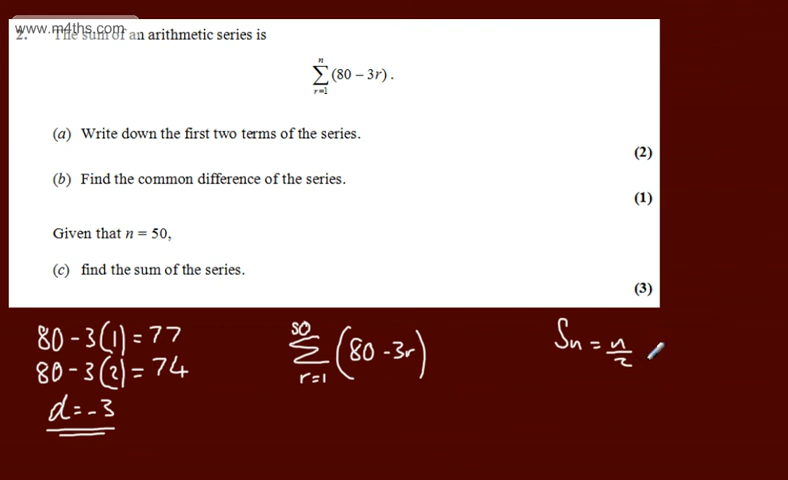 www.m4ths.com
2. The sum of an arithmetic series is
n
∑ (80 – 3r) .
r=1
(a) Write down the first two terms of the series.
(2)
(b) Find the common difference of the series.
(1)
Given that n = 50,
(c) find the sum of the series.
(3)
80 - 3(1) = 77
80 - 3(2) = 74
d = -3
50
∑ (80 - 3r)
r=1
Sn = n/2